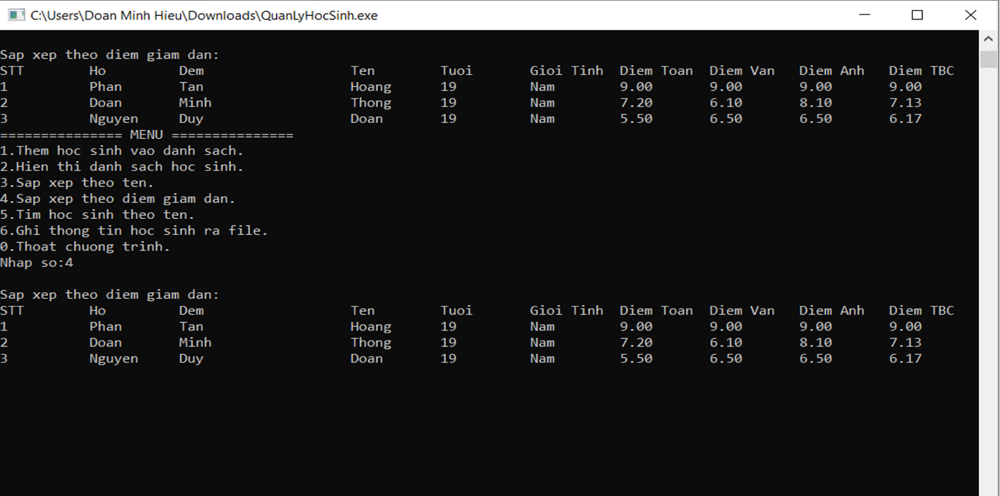 C:\Users\Doan Minh Hieu\Downloads\QuanLyHocSinh.exe
Sap xep theo diem giam dan:
STT Ho Dem Ten Tuoi Gioi Tinh Diem Toan Diem Van Diem Anh Diem TBC
1 Phan Tan Hoang 19 Nam 9.00 9.00 9.00 9.00
2 Doan Minh Thong 19 Nam 7.20 6.10 8.10 7.13
3 Nguyen Duy Doan 19 Nam 5.50 6.50 6.50 6.17
=============== MENU ===============
1.Them hoc sinh vao danh sach.
2.Hien thi danh sach hoc sinh.
3.Sap xep theo ten.
4.Sap xep theo diem giam dan.
5.Tim hoc sinh theo ten.
6.Ghi thong tin hoc sinh ra file.
0.Thoat chuong trinh.
Nhap so:4
Sap xep theo diem giam dan:
STT Ho Dem Ten Tuoi Gioi Tinh Diem Toan Diem Van Diem Anh Diem TBC
1 Phan Tan Hoang 19 Nam 9.00 9.00 9.00 9.00
2 Doan Minh Thong 19 Nam 7.20 6.10 8.10 7.13
3 Nguyen Duy Doan 19 Nam 5.50 6.50 6.50 6.17